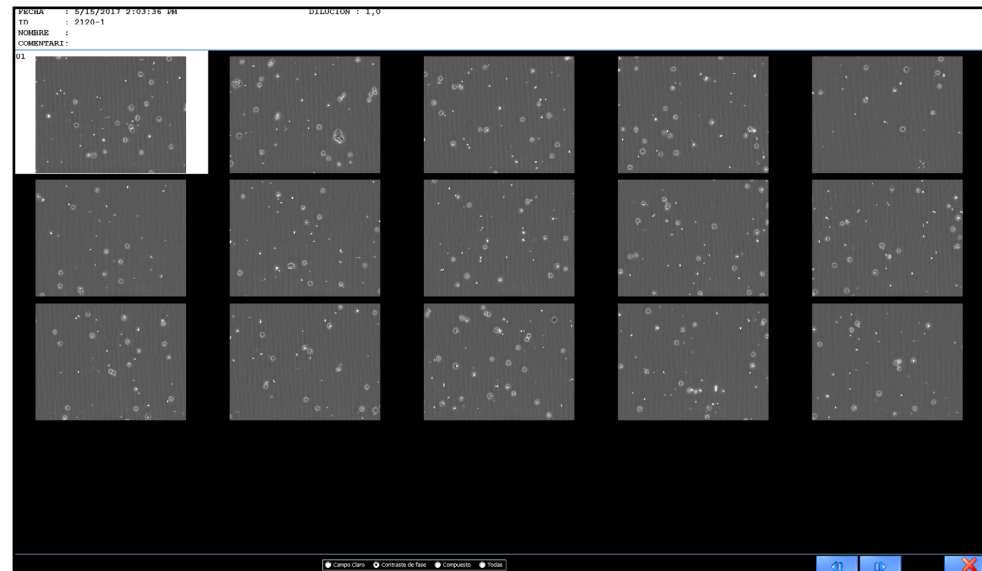 FECHA : 5/15/2017 2:03:36 PM DILUCION : 1,0
ID : 2120-1
NOMBRE :
COMENTARI:
01
Campo Claro Contraste de fase Compuesto Todas